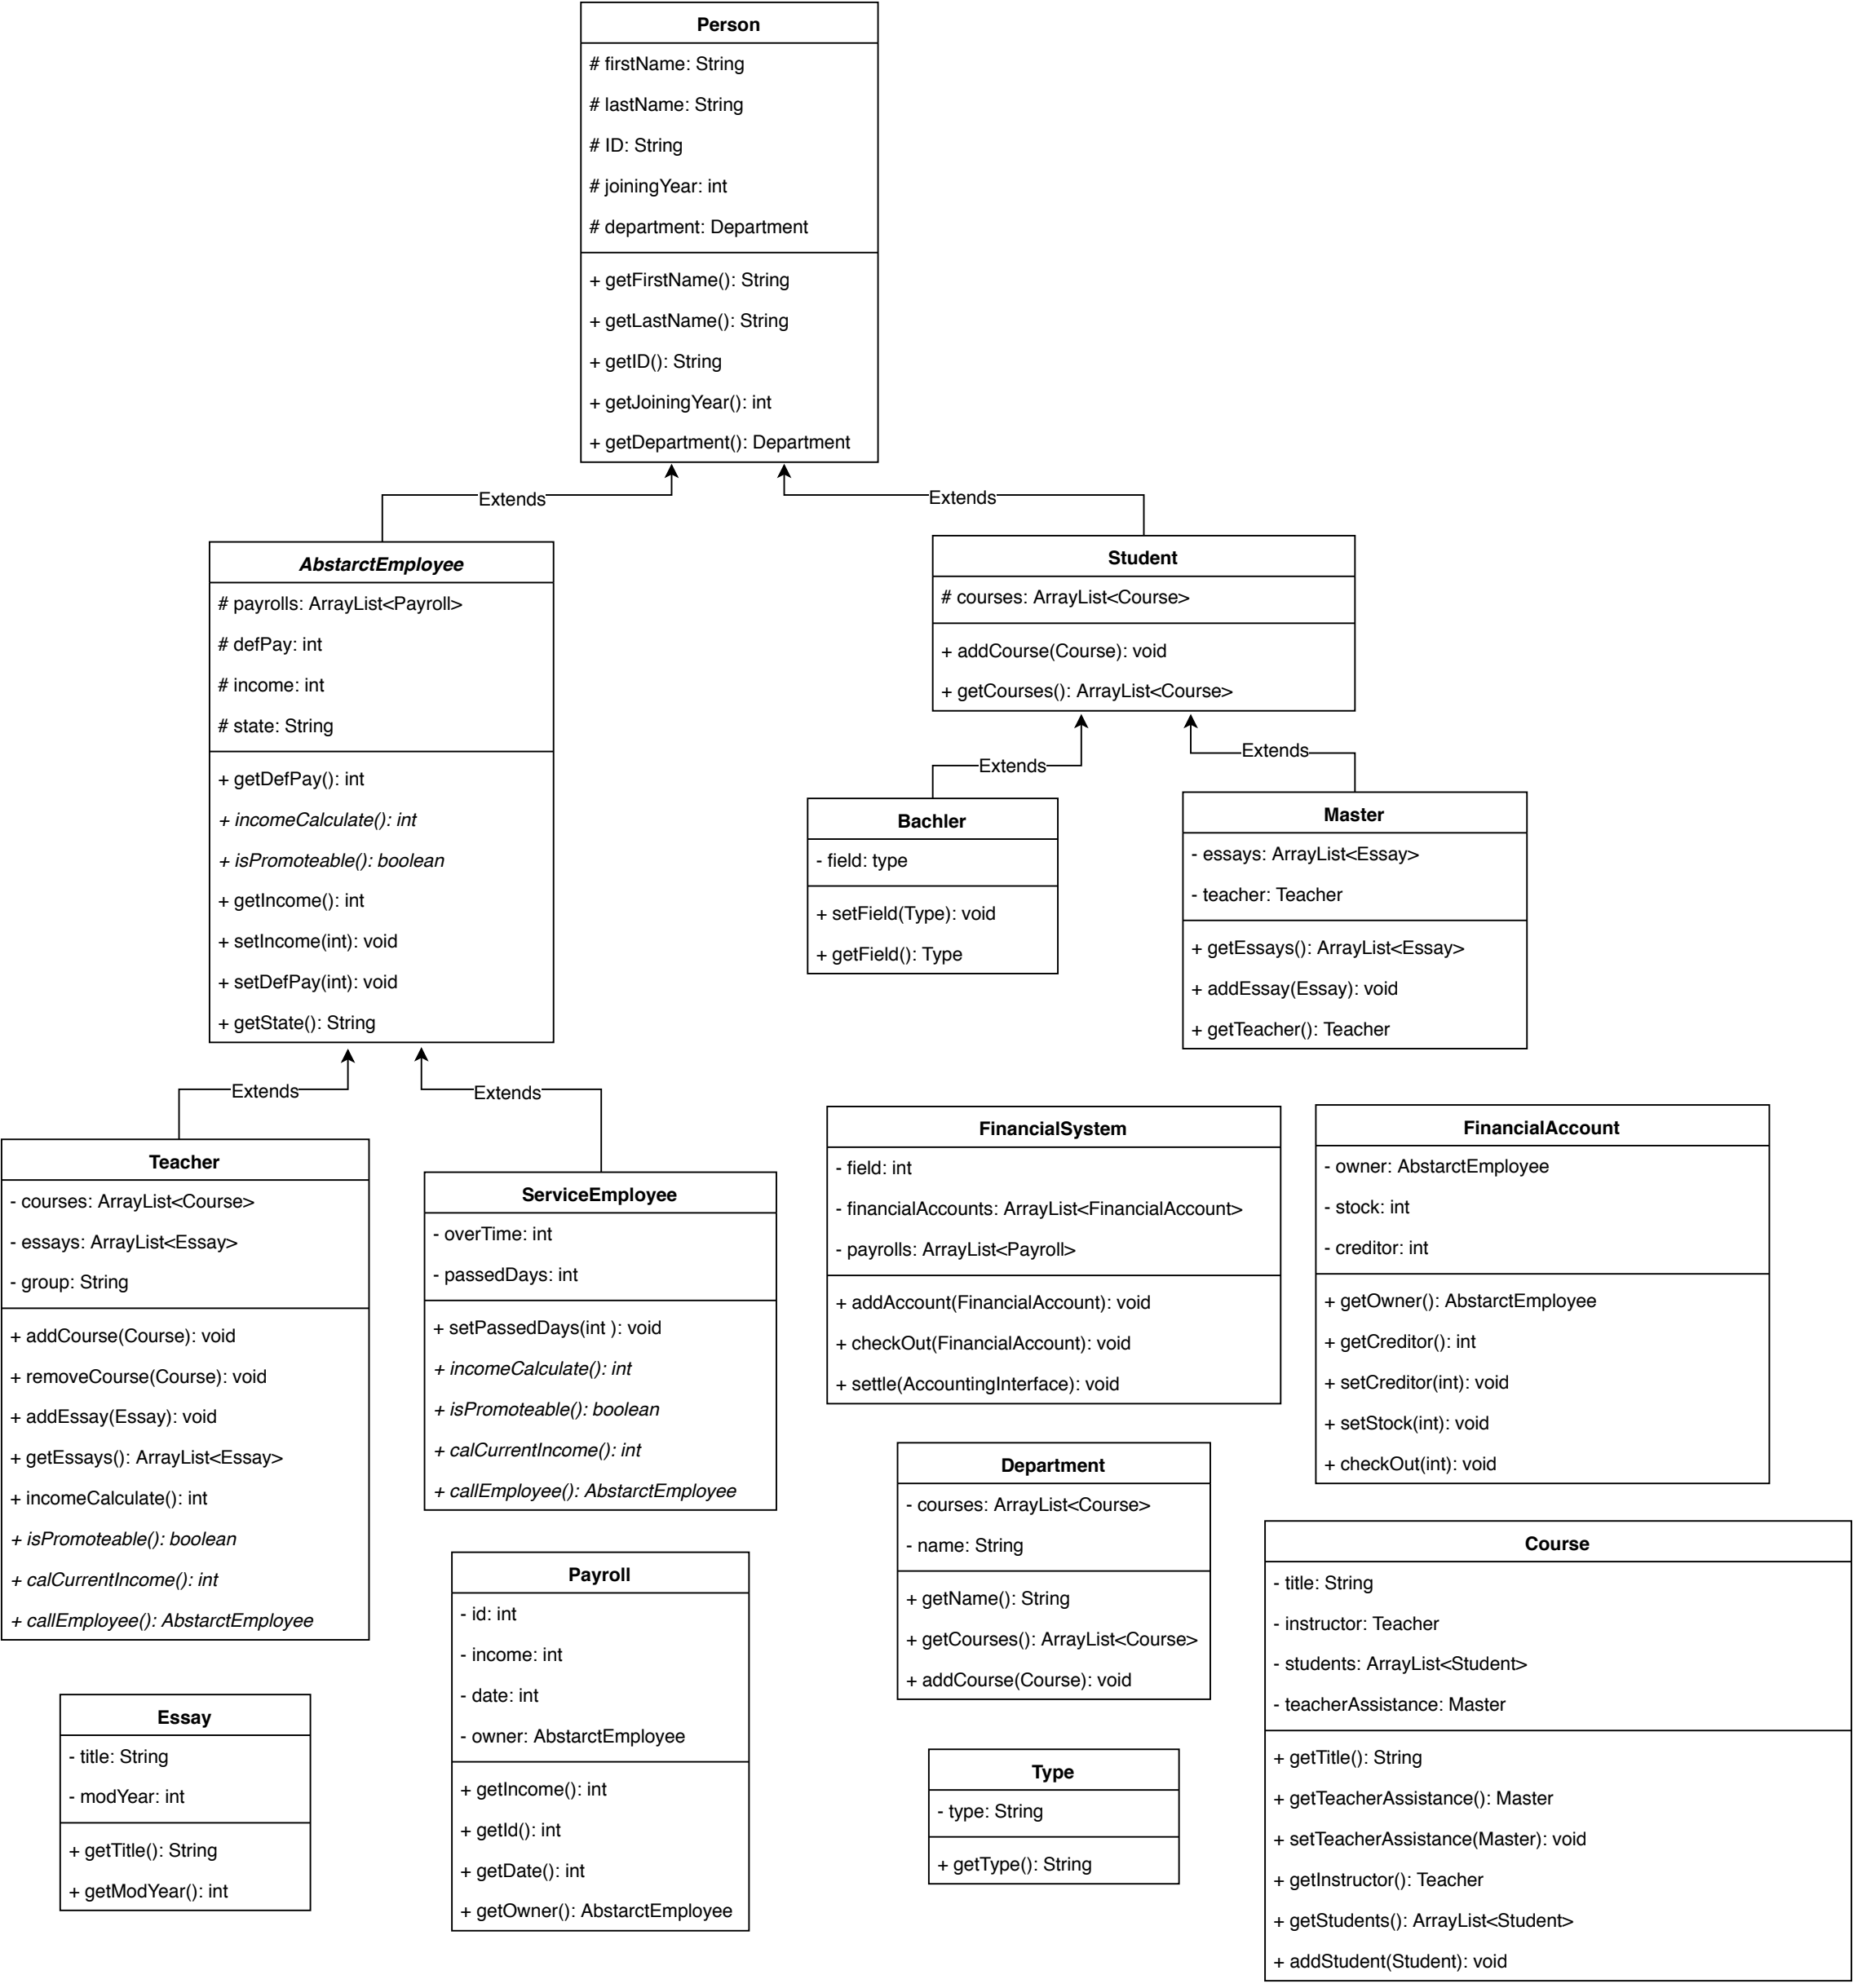 Person
# firstName: String
# lastName: String
# ID: String
# joiningYear: int
# department: Department
+ getFirstName(): String
+ getLastName(): String
+ getID(): String
+ getJoiningYear(): int
+ getDepartment(): Department
Extends
Extends
AbstarctEmployee
# payrolls: ArrayList<Payroll>
# defPay: int
# income: int
# state: String
+ getDefPay(): int
+ incomeCalculate(): int
+ isPromoteable(): boolean
+ getIncome(): int
+ setIncome(int): void
+ setDefPay(int): void
+ getState(): String
Student
# courses: ArrayList<Course>
+ addCourse(Course): void
+ getCourses(): ArrayList<Course>
Extends
Extends
Bachler
- field: type
+ setField(Type): void
+ getField(): Type
Master
- essays: ArrayList<Essay>
- teacher: Teacher
+ getEssays(): ArrayList<Essay>
+ addEssay(Essay): void
+ getTeacher(): Teacher
Extends
Extends
Teacher
- courses: ArrayList<Course>
- essays: ArrayList<Essay>
- group: String
+ addCourse(Course): void
+ removeCourse(Course): void
+ addEssay(Essay): void
+ getEssays(): ArrayList<Essay>
+ incomeCalculate(): int
+ isPromoteable(): boolean
+ calCurrentIncome(): int
+ callEmployee(): AbstarctEmployee
ServiceEmployee
- overTime: int
- passedDays: int
+ setPassedDays(int ): void
+ incomeCalculate(): int
+ isPromoteable(): boolean
+ calCurrentIncome(): int
+ callEmployee(): AbstarctEmployee
FinancialSystem
- field: int
- financialAccounts: ArrayList<FinancialAccount>
- payrolls: ArrayList<Payroll>
+ addAccount(FinancialAccount): void
+ checkOut(FinancialAccount): void
+ settle(AccountingInterface): void
FinancialAccount
- owner: AbstarctEmployee
- stock: int
- creditor: int
+ getOwner(): AbstarctEmployee
+ getCreditor(): int
+ setCreditor(int): void
+ setStock(int): void
+ checkOut(int): void
Department
- courses: ArrayList<Course>
- name: String
+ getName(): String
+ getCourses(): ArrayList<Course>
+ addCourse(Course): void
Course
- title: String
- instructor: Teacher
- students: ArrayList<Student>
- teacherAssistance: Master
+ getTitle(): String
+ getTeacherAssistance(): Master
+ setTeacherAssistance(Master): void
+ getInstructor(): Teacher
+ getStudents(): ArrayList<Student>
+ addStudent(Student): void
Payroll
- id: int
- income: int
- date: int
- owner: AbstarctEmployee
+ getIncome(): int
+ getId(): int
+ getDate(): int
+ getOwner(): AbstarctEmployee
Essay
- title: String
- modYear: int
+ getTitle(): String
+ getModYear(): int
Type
- type: String
+ getType(): String